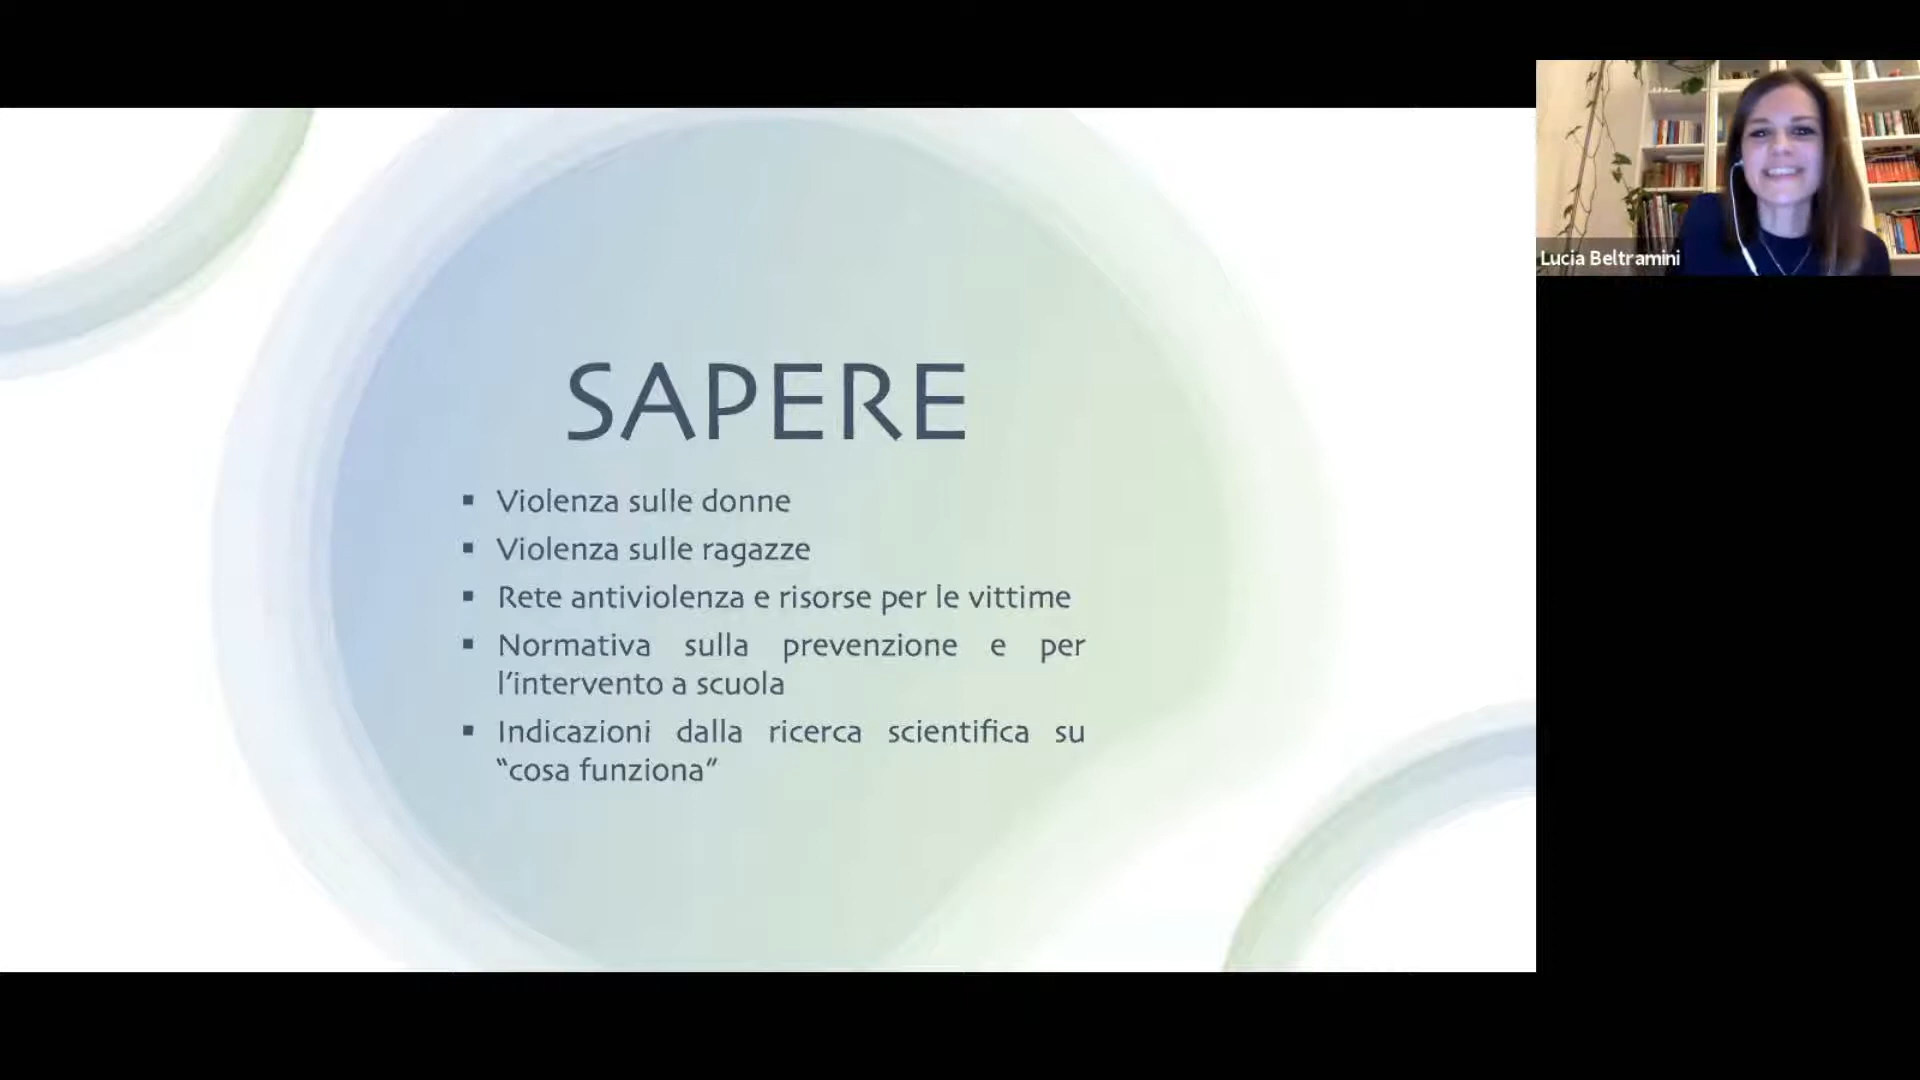 SAPERE
▪ Violenza sulle donne
▪ Violenza sulle ragazze
▪ Rete antiviolenza e risorse per le vittime
▪ Normativa sulla prevenzione e per
l’intervento a scuola
▪ Indicazioni dalla ricerca scientifica su
“cosa funziona”
Lucia Beltramini